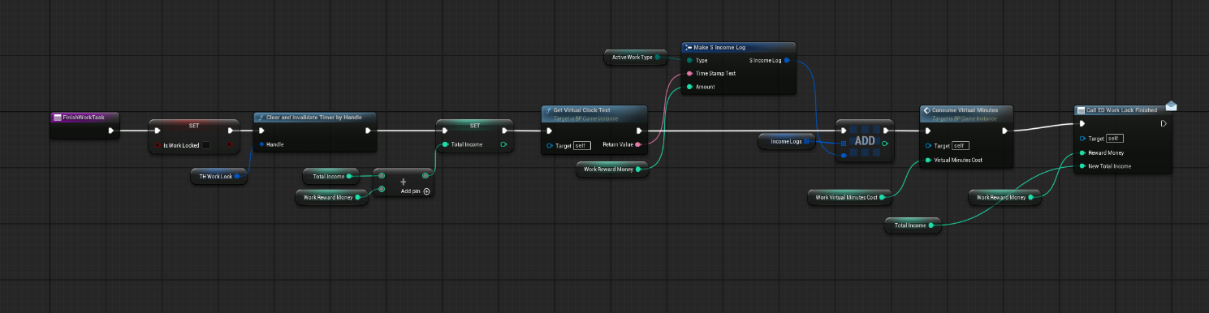 FinishWorkTask
SET
Is Work Locked
Clear and Invalidate Timer by Handle
Handle
TH Work Lock
Total Income
Work Reward Money
+
Add pin
SET
Total Income
Get Virtual Clock Text
Target is BP Game Instance
Target
self
Return Value
Work Reward Money
Active Work Type
Make S Income Log
Type
S Income Log
Time Stamp Text
Amount
Income Logs
ADD
Consume Virtual Minutes
Target is BP Game Instance
Target
self
Virtual Minutes Cost
Work Virtual Minutes Cost
Total Income
Work Reward Money
Call ED Work Lock Finished
Target
self
Reward Money
New Total Income